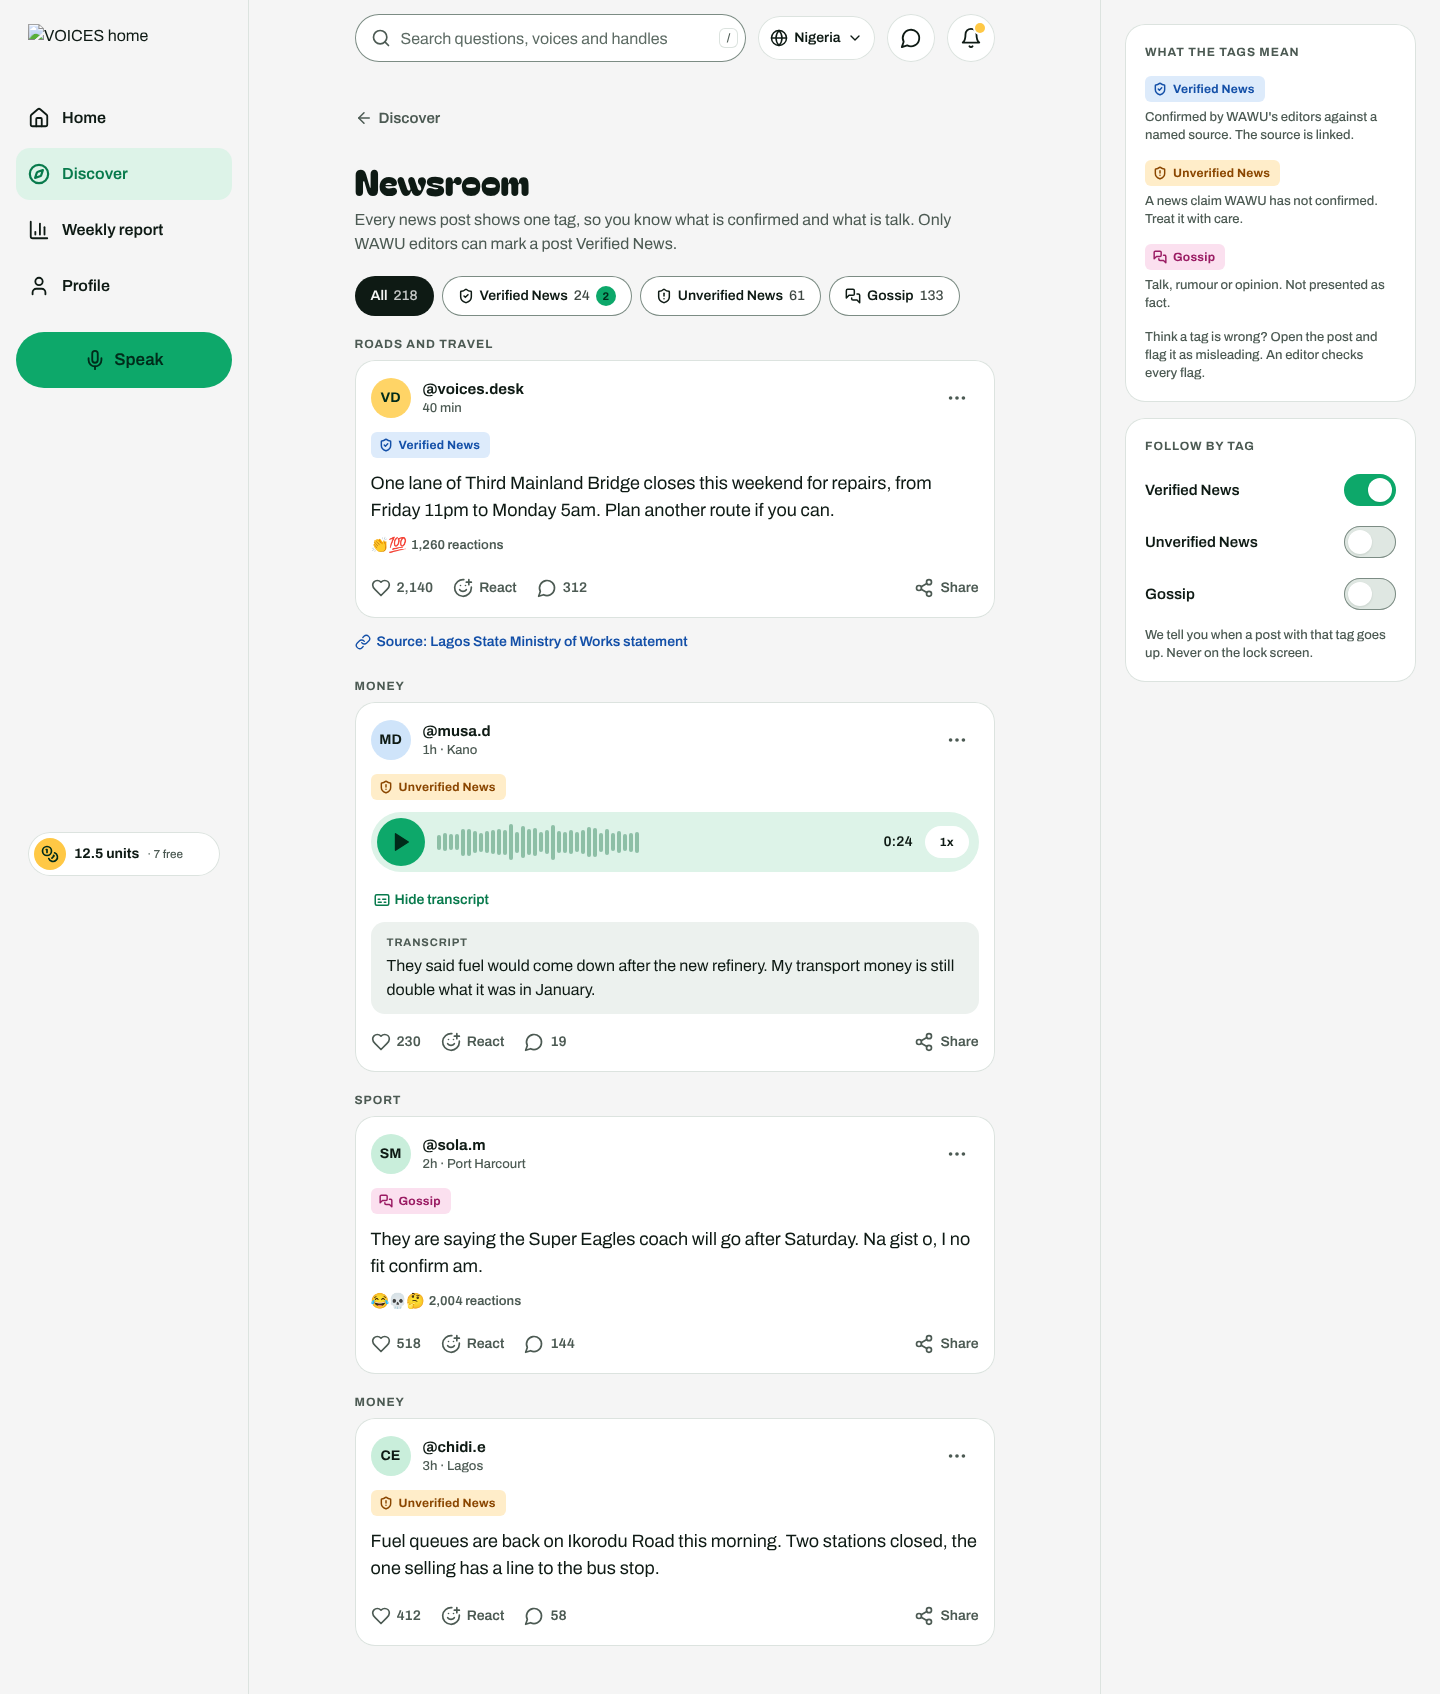 VOICES home
Home
Discover
Weekly report
Profile
Speak
12.5 units · 7 free
Search questions, voices and handles /
Nigeria
Discover
Newsroom
Every news post shows one tag, so you know what is confirmed and what is talk. Only
WAWU editors can mark a post Verified News.
All 218
Verified News 24 2
Unverified News 61
Gossip 133
ROADS AND TRAVEL
VD
@voices.desk
40 min
Verified News
One lane of Third Mainland Bridge closes this weekend for repairs, from
Friday 11pm to Monday 5am. Plan another route if you can.
👏💯 1,260 reactions
2,140 React 312 Share
Source: Lagos State Ministry of Works statement
MONEY
MD
@musa.d
1h · Kano
Unverified News
0:24 1x
Hide transcript
TRANSCRIPT
They said fuel would come down after the new refinery. My transport money is still
double what it was in January.
230 React 19 Share
SPORT
SM
@sola.m
2h · Port Harcourt
Gossip
They are saying the Super Eagles coach will go after Saturday. Na gist o, I no
fit confirm am.
😂💀🤔 2,004 reactions
518 React 144 Share
MONEY
CE
@chidi.e
3h · Lagos
Unverified News
Fuel queues are back on Ikorodu Road this morning. Two stations closed, the
one selling has a line to the bus stop.
412 React 58 Share
WHAT THE TAGS MEAN
Verified News
Confirmed by WAWU's editors against a
named source. The source is linked.
Unverified News
A news claim WAWU has not confirmed.
Treat it with care.
Gossip
Talk, rumour or opinion. Not presented as
fact.
Think a tag is wrong? Open the post and
flag it as misleading. An editor checks
every flag.
FOLLOW BY TAG
Verified News
Unverified News
Gossip
We tell you when a post with that tag goes
up. Never on the lock screen.